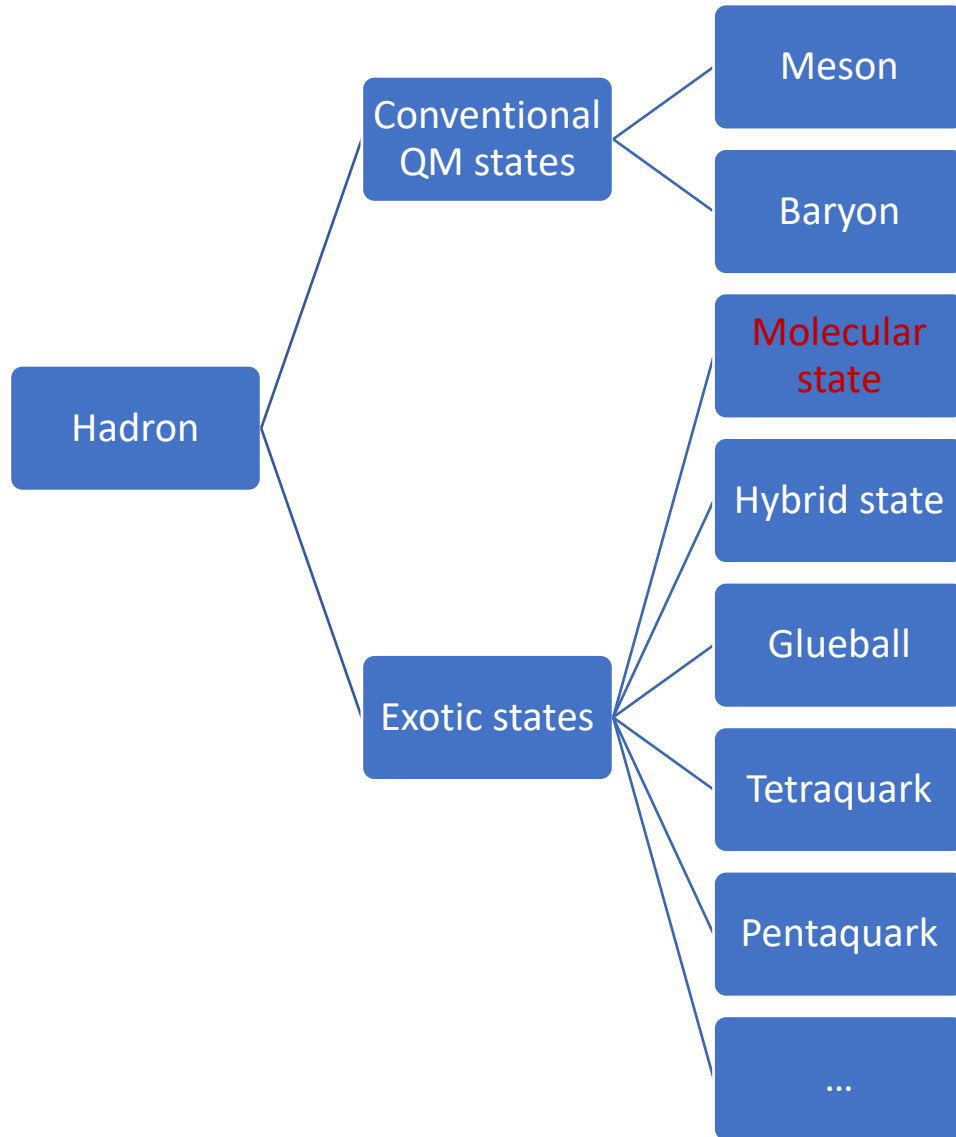 Meson
Conventional
QM states
Baryon
Molecular
state
Hadron
Hybrid state
Glueball
Exotic states
Tetraquark
Pentaquark
...